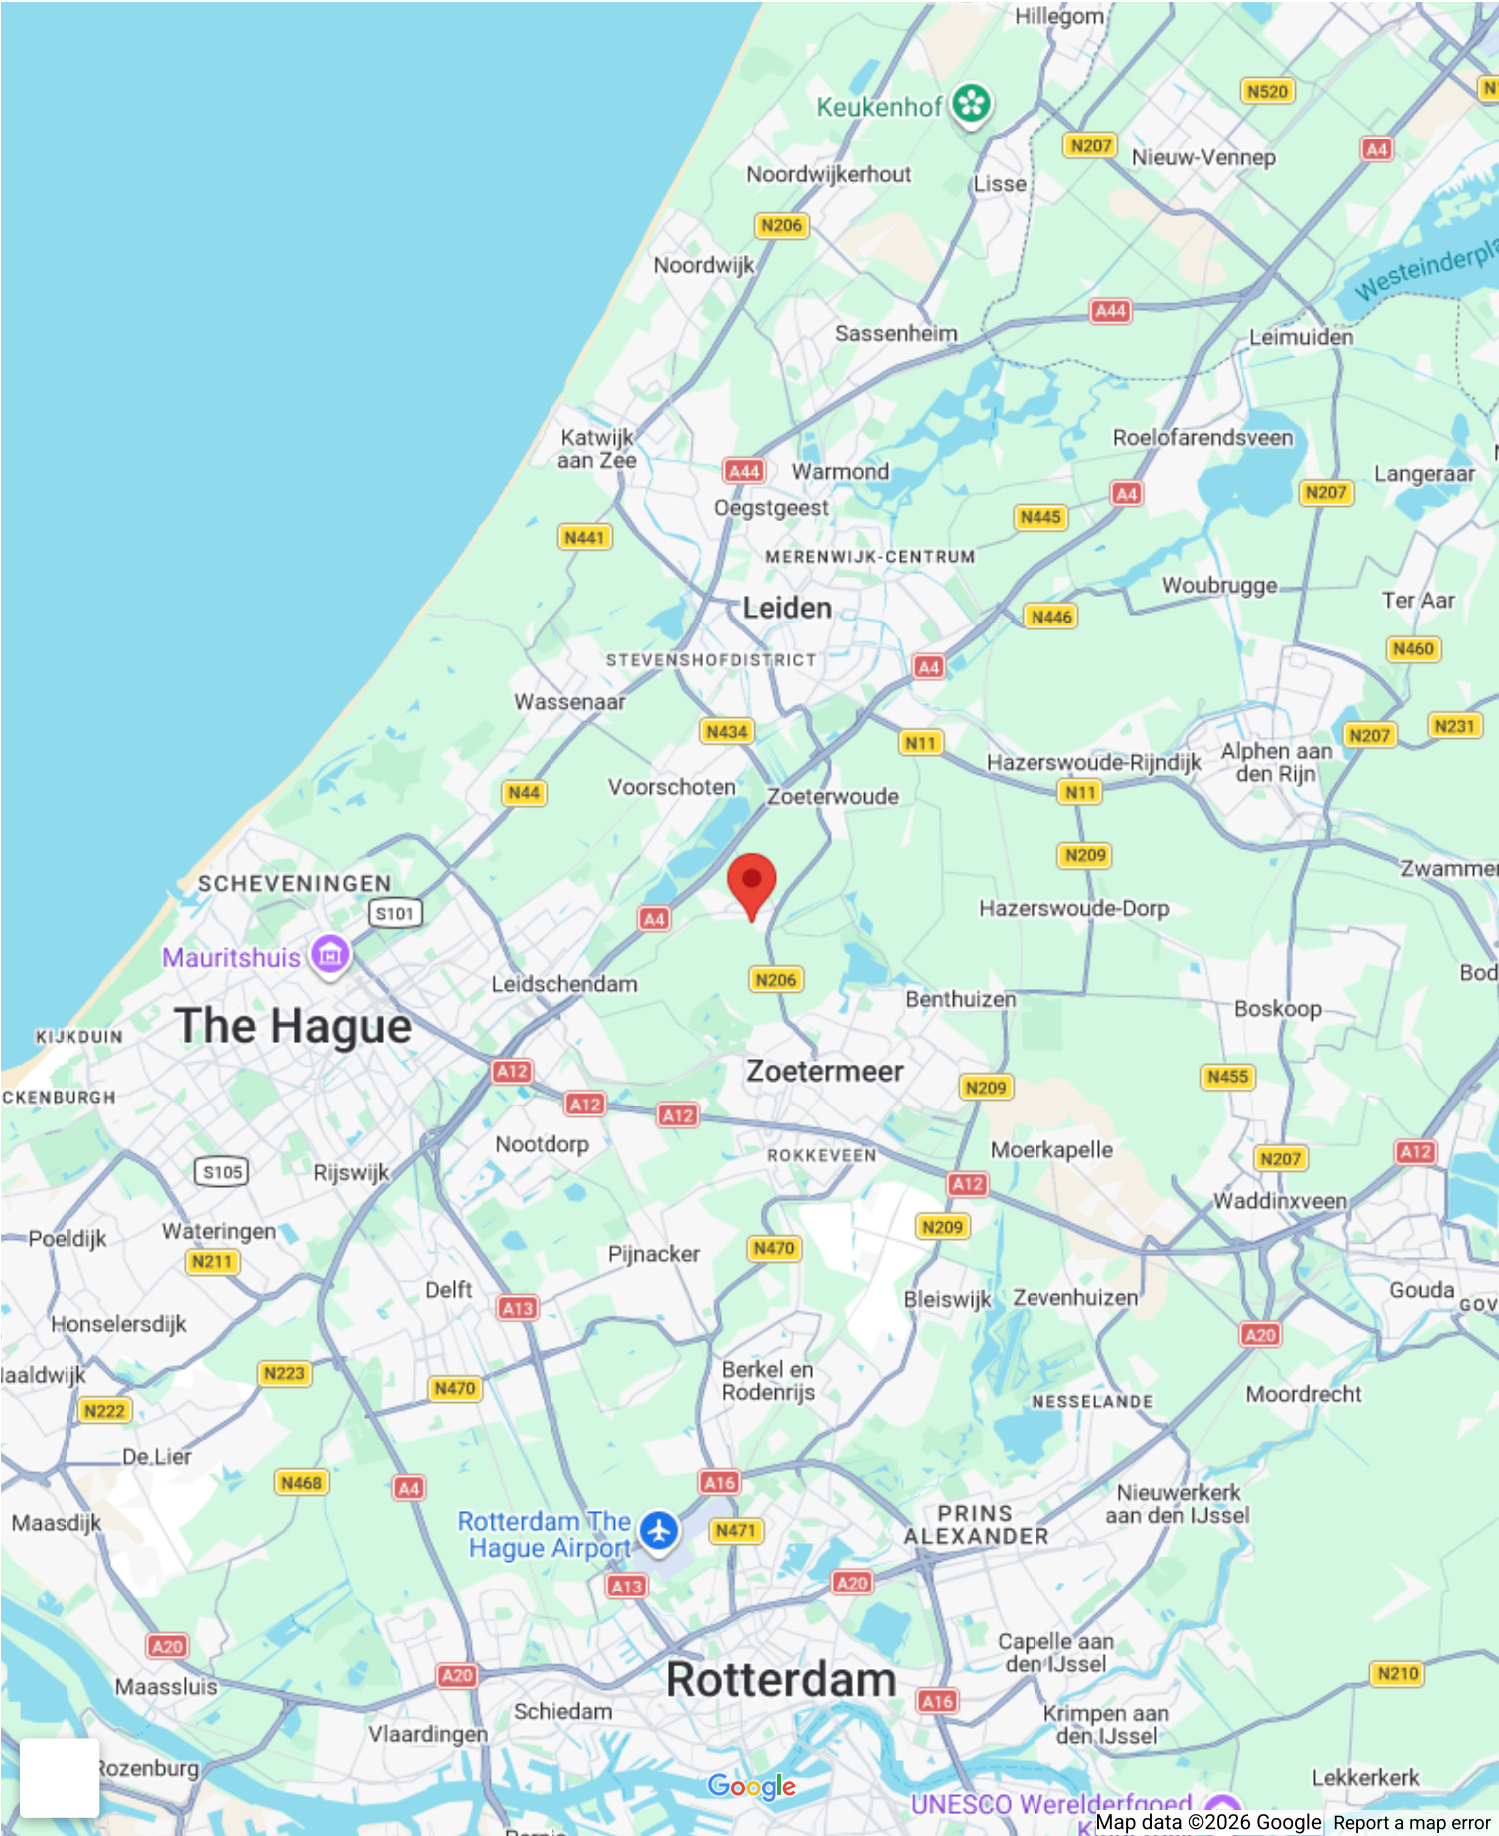 Hillegom
N520
Keukenhof
N207
Nieuw-Vennep
A4
Noordwijkerhout
Lisse
N206
Noordwijk
Westeinderpla
A44
Sassenheim
Leimuiden
Katwijk
aan Zee
Roelofarendsveen
A44
Warmond
Langeraar
A4
N207
Oegstgeest
N445
N441
MERENWIJK-CENTRUM
Woubrugge
Leiden
Ter Aar
N446
N460
STEVENSHOFDISTRICT
A4
Wassenaar
N434
N11
N207
N231
Hazerswoude-Rijndijk
Alphen aan
den Rijn
Voorschoten
N44
Zoeterwoude
N11
N209
Zwammer
SCHEVENINGEN
S101
A4
Hazerswoude-Dorp
Mauritshuis
Leidschendam
N206
Bod
Benthuizen
Boskoop
The Hague
KIJKDUIN
A12
Zoetermeer
N455
N209
CKENBURGH
A12
A12
Nootdorp
ROKKEVEEN
Moerkapelle
A12
N207
S105
Rijswijk
A12
Waddinxveen
Poeldijk
Wateringen
N209
N211
Pijnacker
N470
Delft
Bleiswijk
Zevenhuizen
Gouda
GOV
A13
Honselersdijk
A20
aaldwijk
N223
Berkel en
Rodenrijs
N470
N222
NESSELANDE
Moordrecht
De Lier
N468
A4
A16
Nieuwerkerk
aan den IJssel
Maasdijk
Rotterdam The
Hague Airport
N471
PRINS
ALEXANDER
A13
A20
A20
Capelle aan
den IJssel
Maassluis
A20
Rotterdam
N210
A16
Schiedam
Krimpen aan
den IJssel
Vlaardingen
Rozenburg
Google
Lekkerkerk
UNESCO Werelderfgoed
Map data ©2026 Google
Report a map error